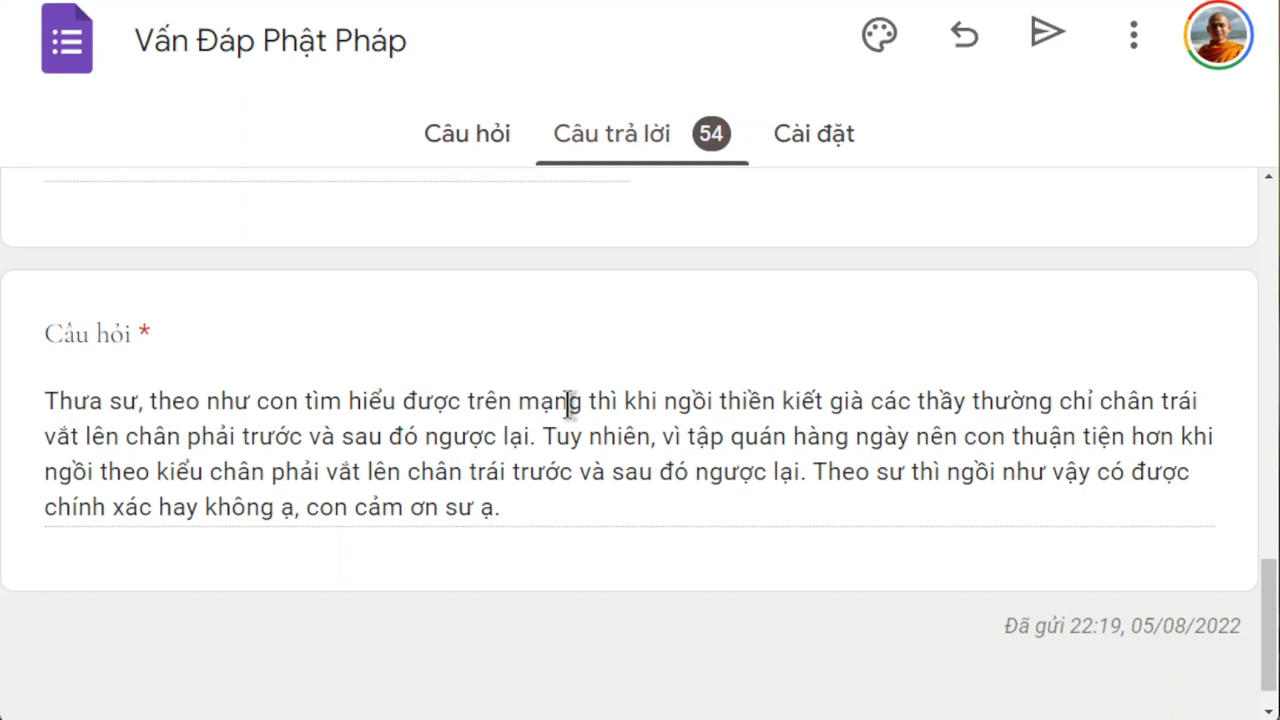 Vấn Đáp Phật Pháp
Câu hỏi
Câu trả lời 54
Cài đặt
Câu hỏi *
Thưa sư, theo như con tìm hiểu được trên mạng thì khi ngồi thiền kiết già các thầy thường chỉ chân trái
vắt lên chân phải trước và sau đó ngược lại. Tuy nhiên, vì tập quán hàng ngày nên con thuận tiện hơn khi
ngồi theo kiểu chân phải vắt lên chân trái trước và sau đó ngược lại. Theo sư thì ngồi như vậy có được
chính xác hay không ạ, con cảm ơn sư ạ.
Đã gửi 22:19, 05/08/2022